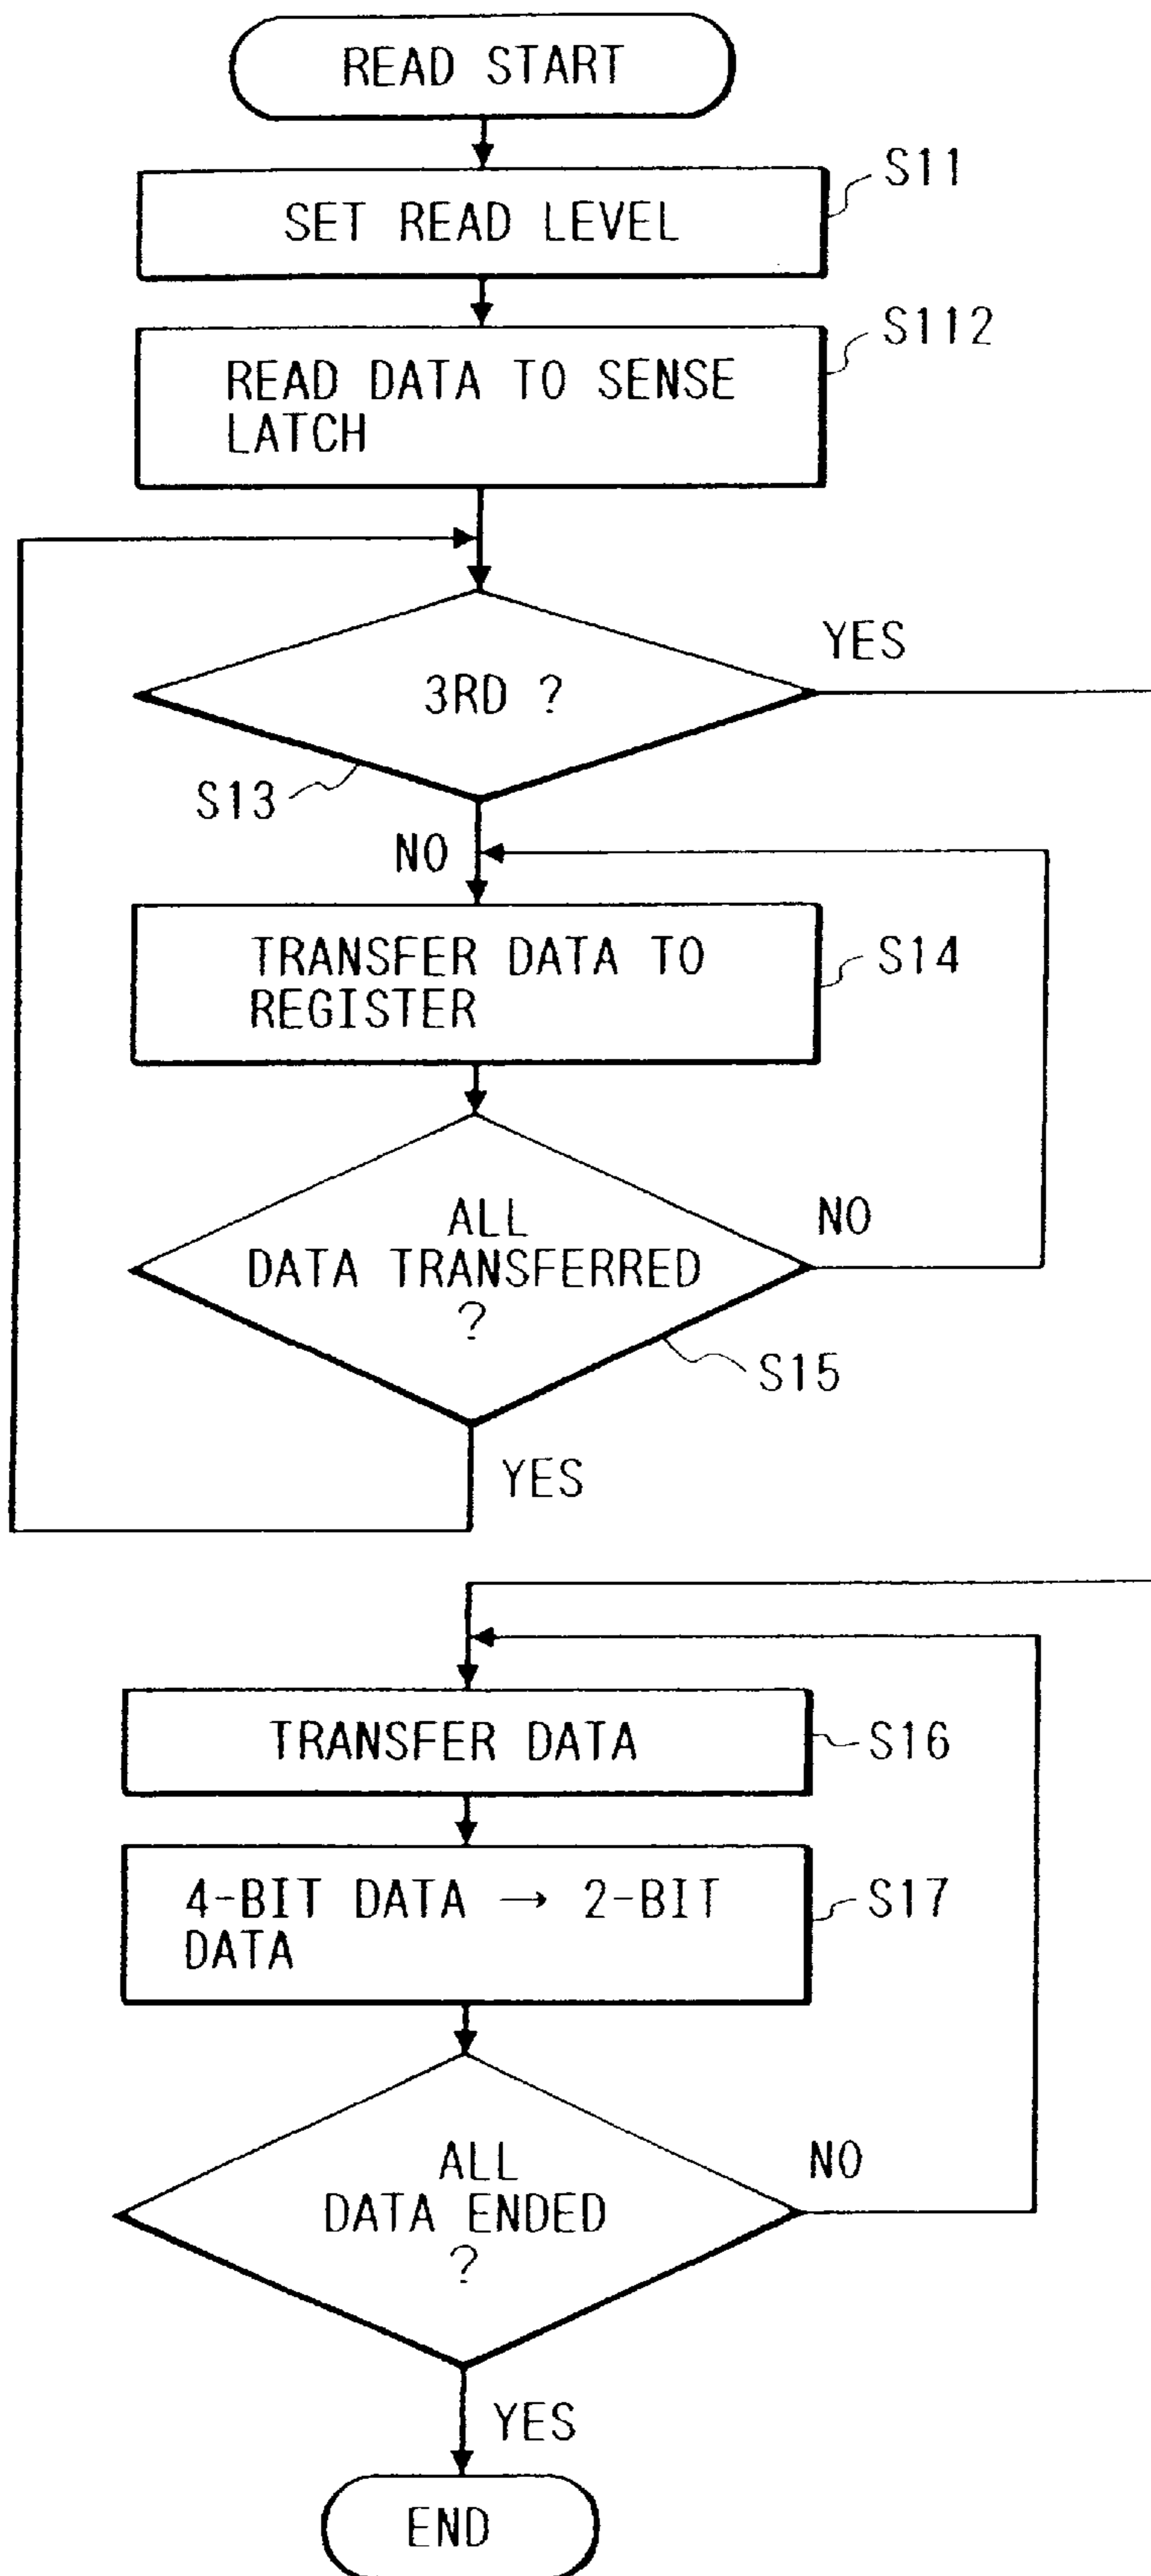 READ START
S11
SET READ LEVEL
S112
READ DATA TO SENSE
LATCH
YES
3RD ?
S13
NO
TRANSFER DATA TO
REGISTER
S14
ALL
DATA TRANSFERRED
?
NO
S15
YES
TRANSFER DATA
S16
4-BIT DATA → 2-BIT
DATA
S17
ALL
DATA ENDED
?
NO
YES
END